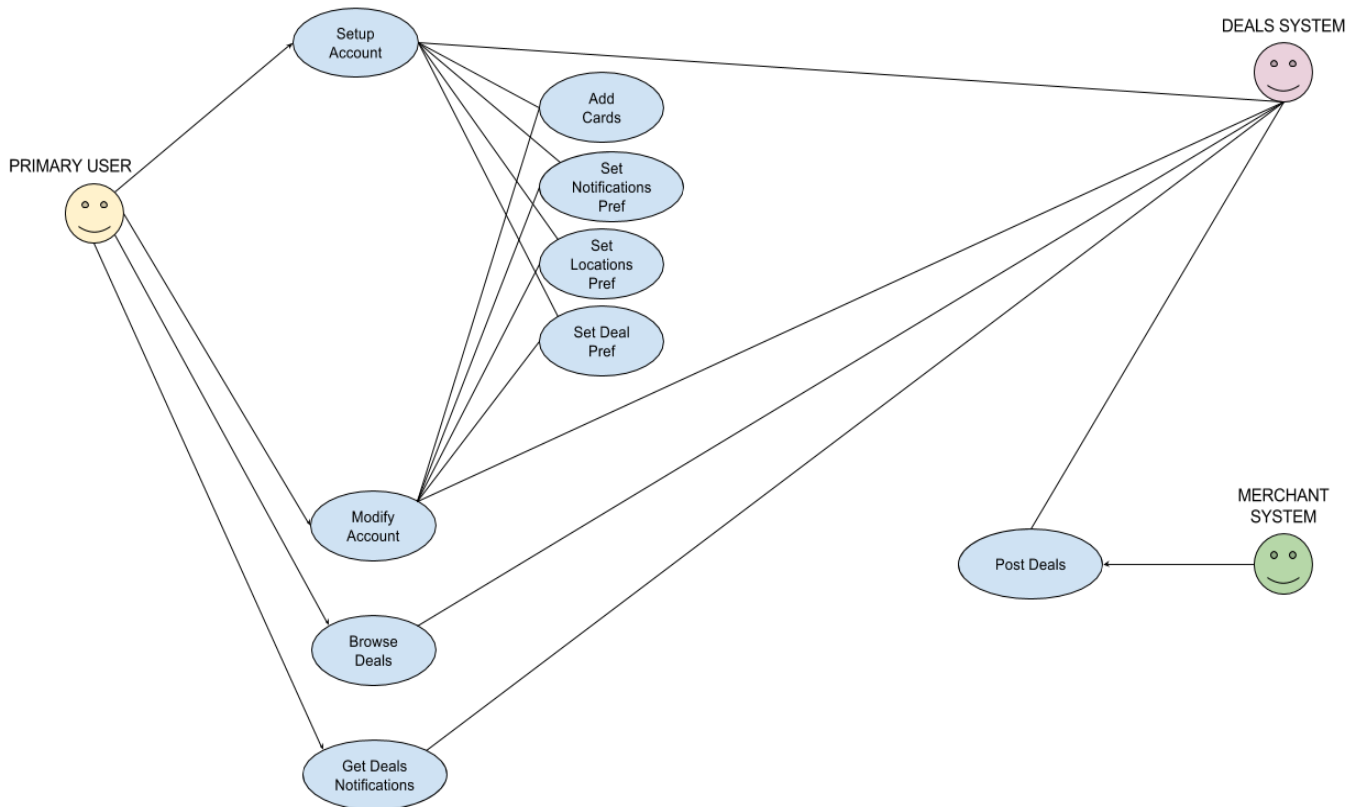 DEALS SYSTEM
Setup
Account
Add
Cards
PRIMARY USER
Set
Notifications
Pref
Set
Locations
Pref
Set Deal
Pref
Modify
Account
MERCHANT
SYSTEM
Post Deals
Browse
Deals
Get Deals
Notifications